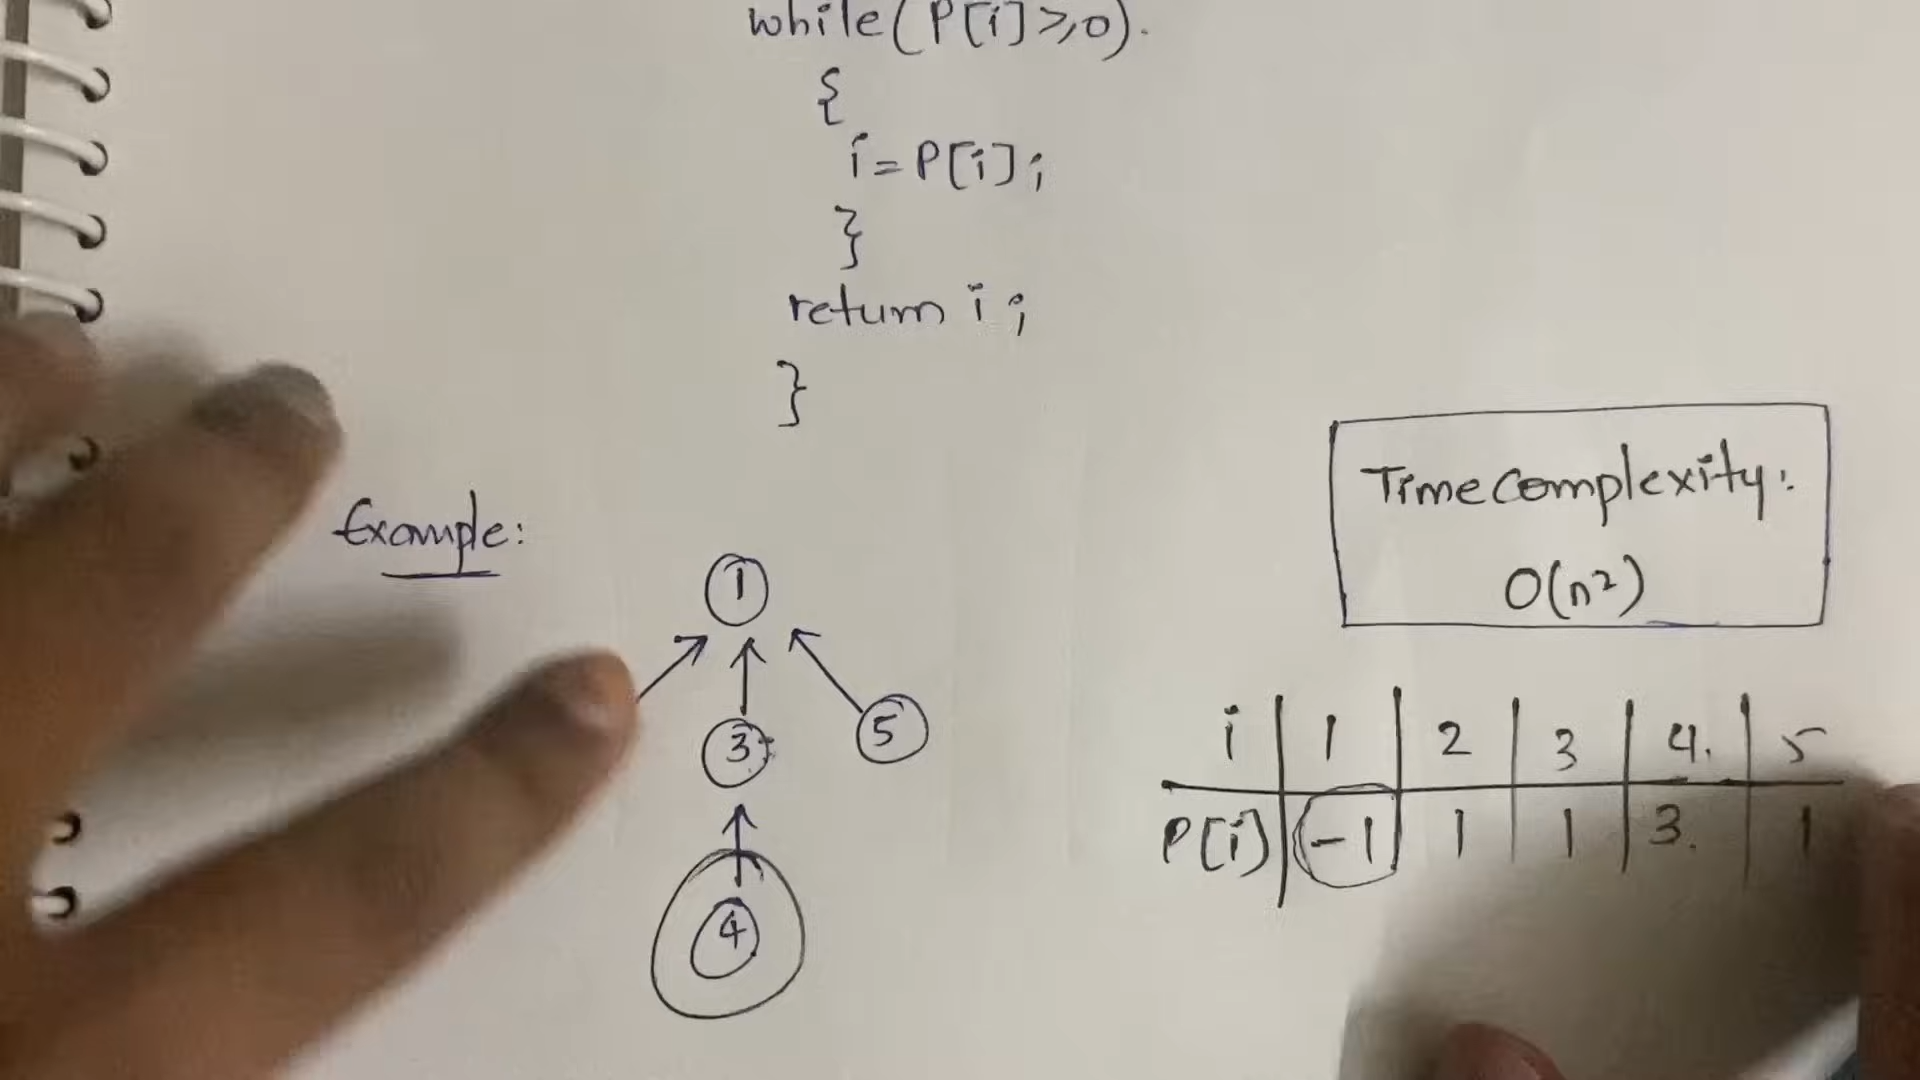 while(P[i]≥0).
{
i=P[i];
}
return i;
}
Example:
Time complexity:
O(n²)
1
3
5
4
i 1 2 3 4. 5
P[i] -1 1 1 3. 1